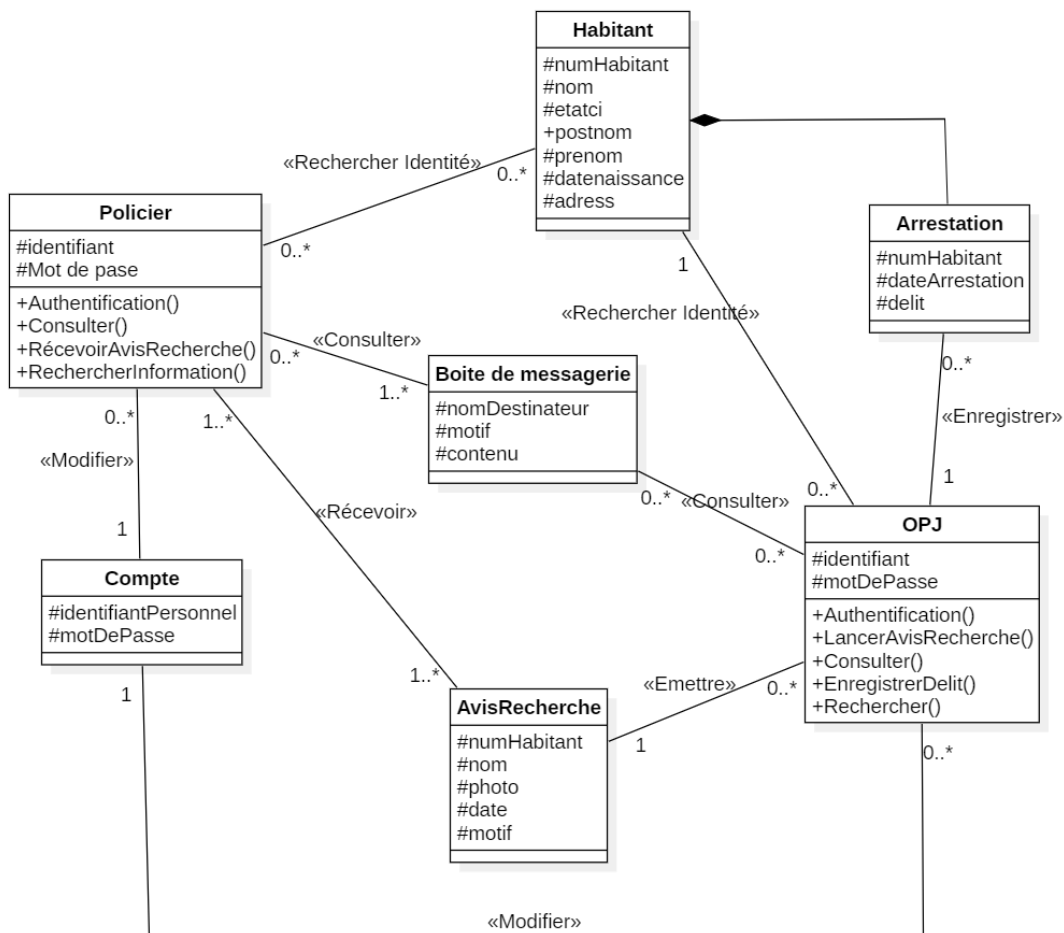 Habitant
#numHabitant
#nom
#etatci
+postnom
#prenom
#datenaissance
#adress
«Rechercher Identité»
0..*
0..*
Policier
#identifiant
#Mot de pase
+Authentification()
+Consulter()
+RécevoirAvisRecherche()
+RechercherInformation()
Arrestation
#numHabitant
#dateArrestation
#delit
1
«Rechercher Identité»
0..*
«Consulter»
0..*
1..*
Boite de messagerie
#nomDestinateur
#motif
#contenu
0..*
«Enregistrer»
1
0..*
1..*
«Modifier»
1
«Récevoir»
1..*
0..*
«Consulter»
0..*
OPJ
#identifiant
#motDePasse
+Authentification()
+LancerAvisRecherche()
+Consulter()
+EnregistrerDelit()
+Rechercher()
Compte
#identifiantPersonnel
#motDePasse
1
AvisRecherche
#numHabitant
#nom
#photo
#date
#motif
«Emettre»
0..*
1
0..*
«Modifier»